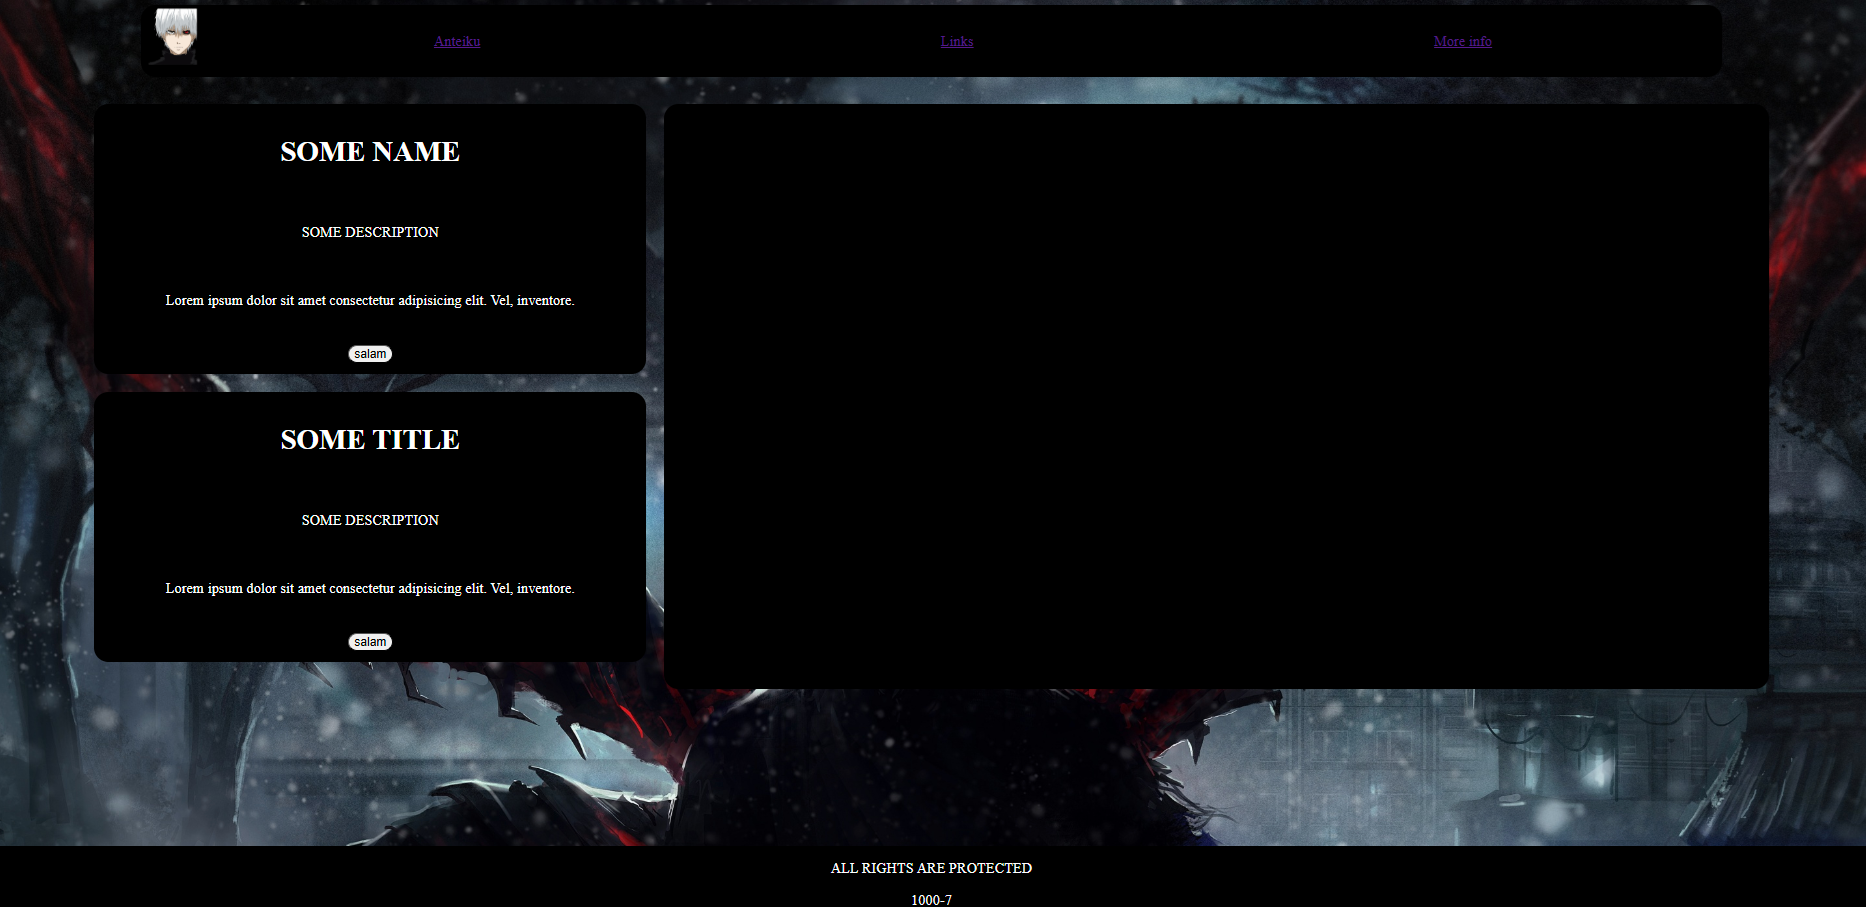 Anteiku
Links
More info
SOME NAME
SOME DESCRIPTION
Lorem ipsum dolor sit amet consectetur adipisicing elit. Vel, inventore.
salam
SOME TITLE
SOME DESCRIPTION
Lorem ipsum dolor sit amet consectetur adipisicing elit. Vel, inventore.
salam
ALL RIGHTS ARE PROTECTED
1000-7